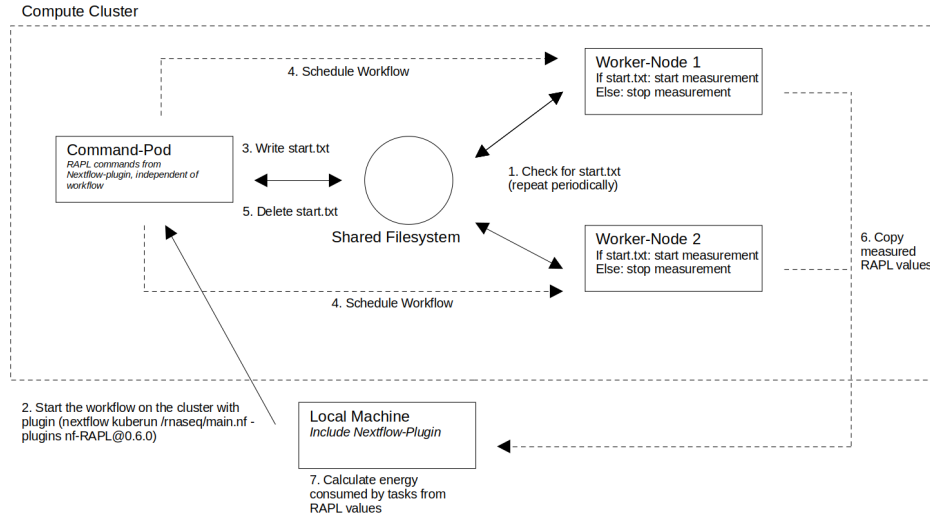 Compute Cluster
4. Schedule Workflow
Worker-Node 1
If start.txt: start measurement
Else: stop measurement
Command-Pod
RAPL commands from
Nextflow-plugin, independent of
workflow
3. Write start.txt
5. Delete start.txt
Shared Filesystem
1. Check for start.txt
(repeat periodically)
Worker-Node 2
If start.txt: start measurement
Else: stop measurement
4. Schedule Workflow
6. Copy
measured
RAPL values
2. Start the workflow on the cluster with
plugin (nextflow kuberun /rnaseq/main.nf -
plugins nf-RAPL@0.6.0)
Local Machine
Include Nextflow-Plugin
7. Calculate energy
consumed by tasks from
RAPL values